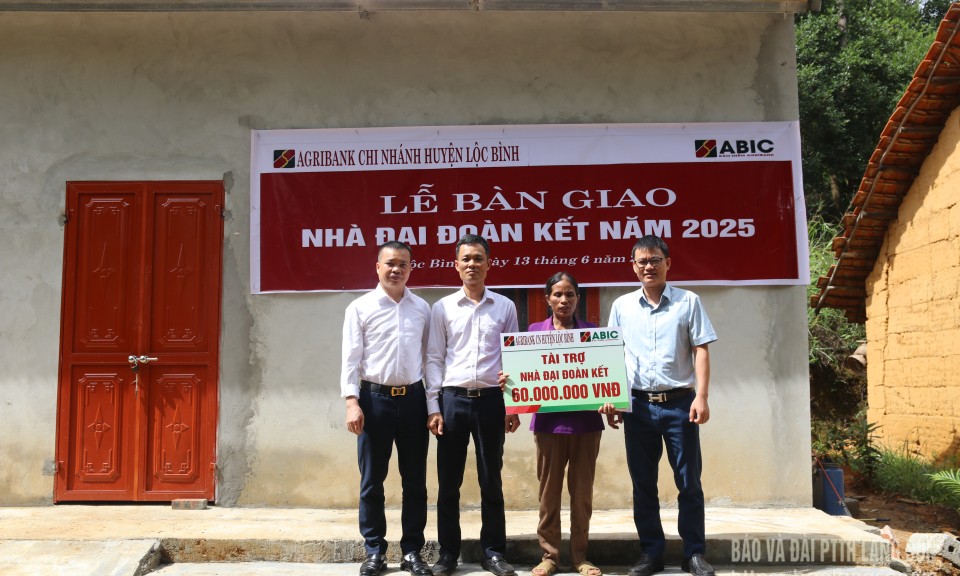 AGRIBANK CHI NHÁNH HUYỆN LỘC BÌNH
ABIC
LỄ BÀN GIAO
NHÀ ĐẠI ĐOÀN KẾT NĂM 2025
ngày 13 tháng 6 năm
AGRIBANK CN HUYỆN LỘC BÌNH
ABIC
TÀI TRỢ
NHÀ ĐẠI ĐOÀN KẾT
60.000.000 VNĐ
BÁO VÀ ĐÀI PTTH LẠNG SƠN